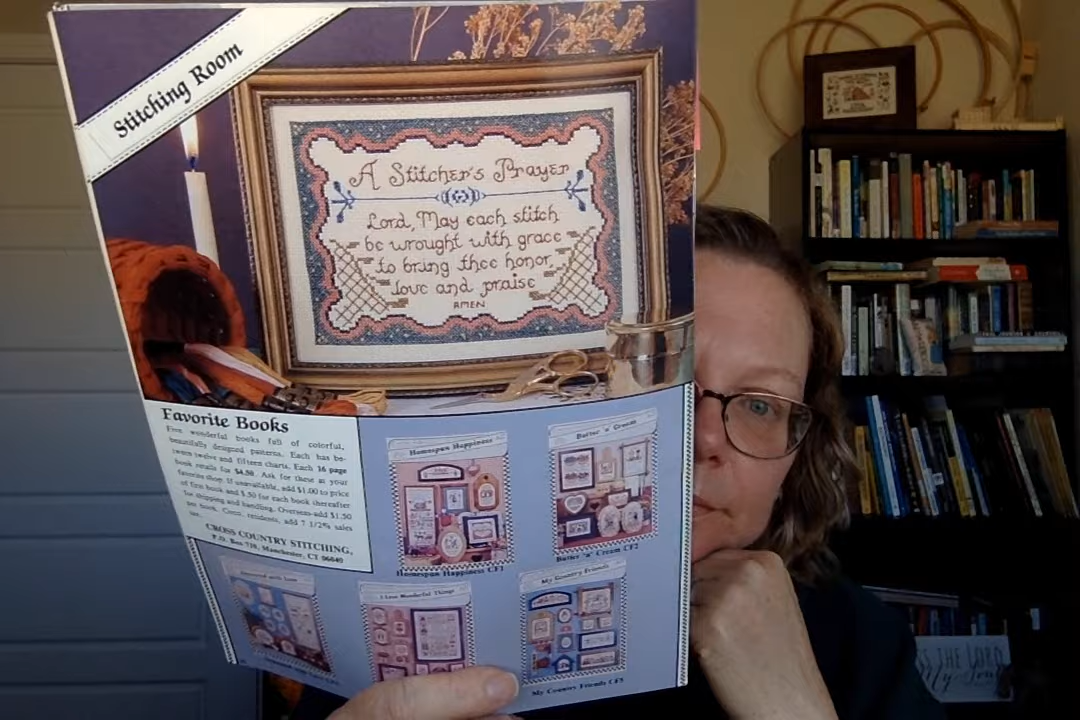 Stitching Room
A Stitcher's Prayer
Lord, May each stitch
be wrought with grace
to bring thee honor,
love and praise
AMEN
Favorite Books
Five wonderful books full of colorful,
beautifully designed patterns. Each has be-
tween twelve and fifteen charts. Each 16 page
book retails for $4.50. Ask for these at your
favorite shop. If unavailable, add $1.00 to price
of first book and $.50 for each book thereafter
for shipping and handling. Overseas-add $1.50
per book. Conn. residents, add 7 1/2% sales
tax.
CROSS COUNTRY STITCHING,
P.O. Box 710, Manchester, CT 06040
Homespun Happiness
Homespun Happiness CF1
Butter 'n' Cream
Butter 'n' Cream CF2
I Love Wonderful Things
My Country Friends
My Country Friends CF5
THE LORD